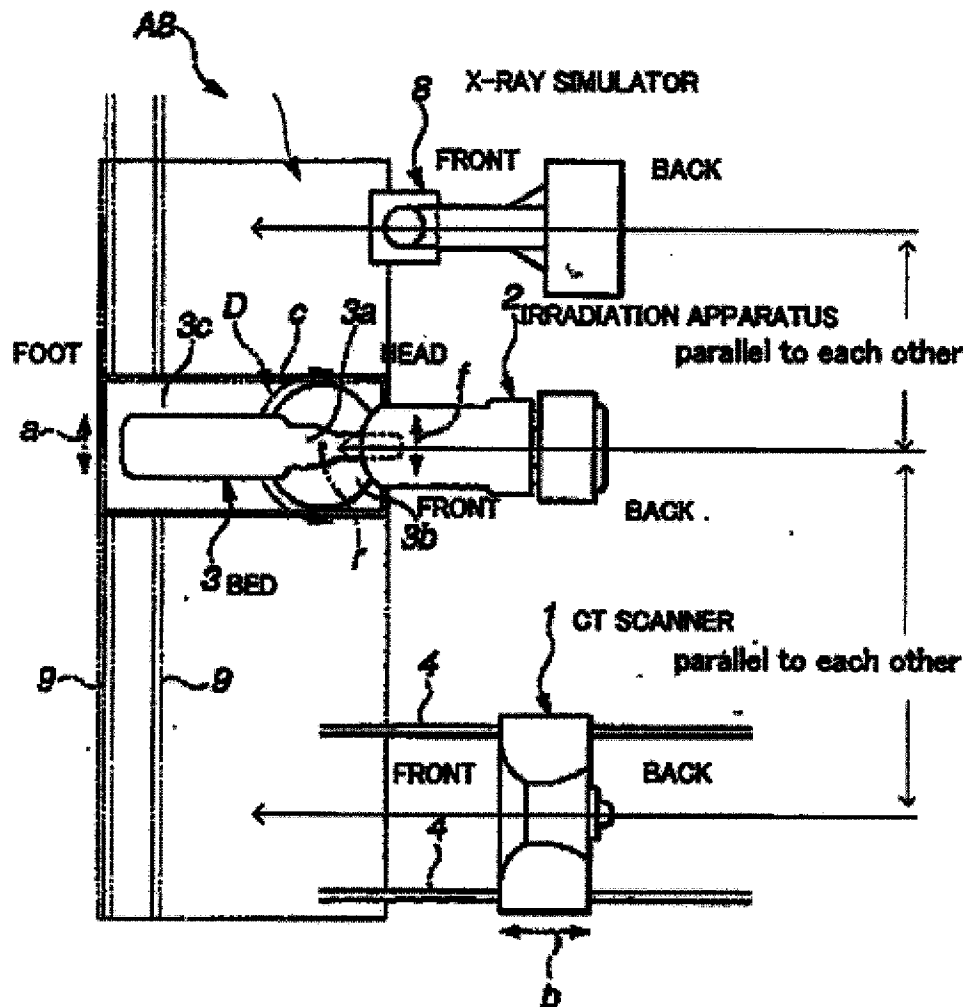 A8
8
X-RAY SIMULATOR
FRONT
BACK
2
IRRADIATION APPARATUS
D
c
3a
3c
FOOT
HEAD
f
parallel to each other
a
FRONT
BACK
3b
r
3 BED
1
CT SCANNER
parallel to each other
9
9
4
FRONT
BACK
4
b